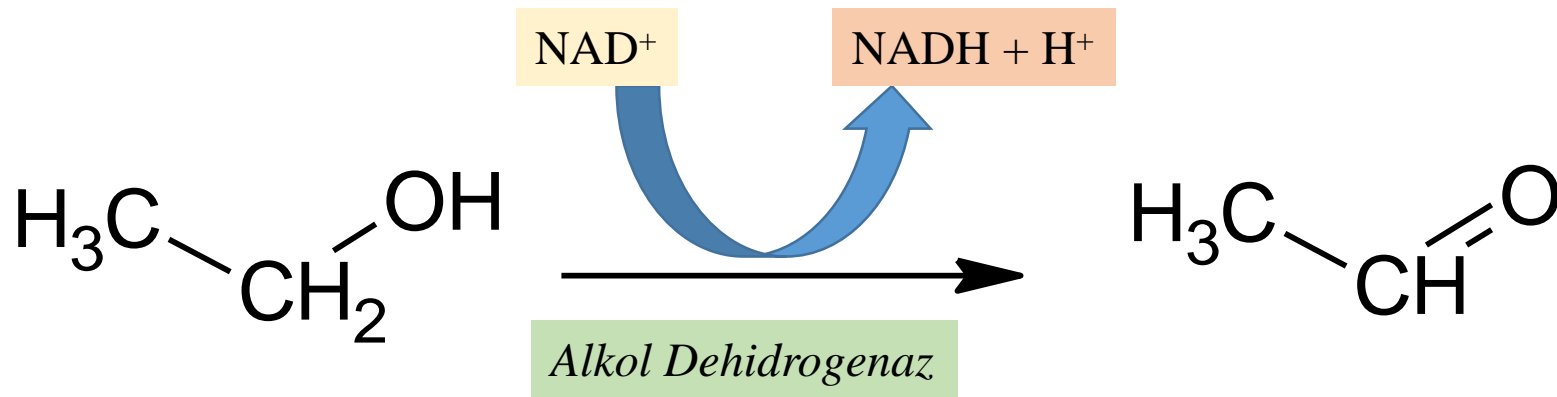 NAD⁺
NADH + H⁺
H₃C
CH₂
OH
Alkol Dehidrogenaz
H₃C
CH
O